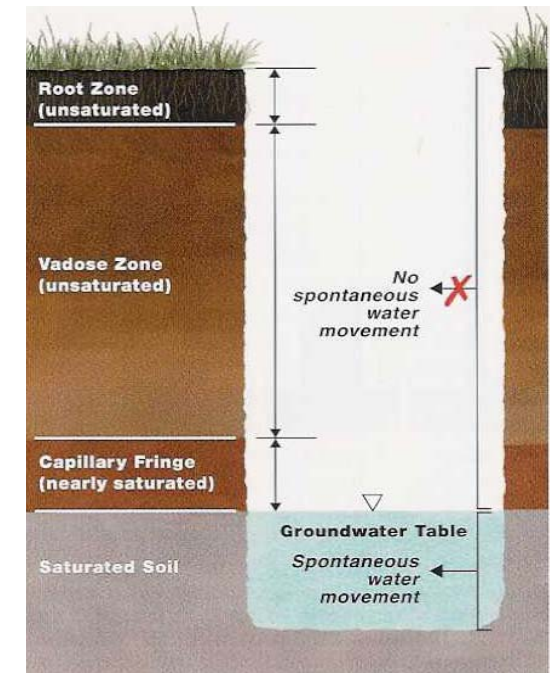 Root Zone
(unsaturated)
Vadose Zone
(unsaturated)
No
spontaneous
water
movement
Capillary Fringe
(nearly saturated)
Groundwater Table
Saturated Soil
Spontaneous
water
movement